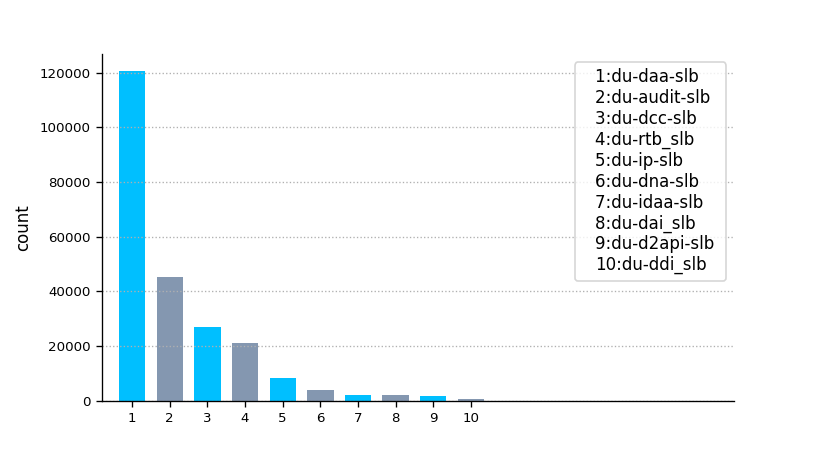 120000
100000
80000
60000
40000
20000
0
count
1 2 3 4 5 6 7 8 9 10
1:du-daa-slb
2:du-audit-slb
3:du-dcc-slb
4:du-rtb_slb
5:du-ip-slb
6:du-dna-slb
7:du-idaa-slb
8:du-dai_slb
9:du-d2api-slb
10:du-ddi_slb